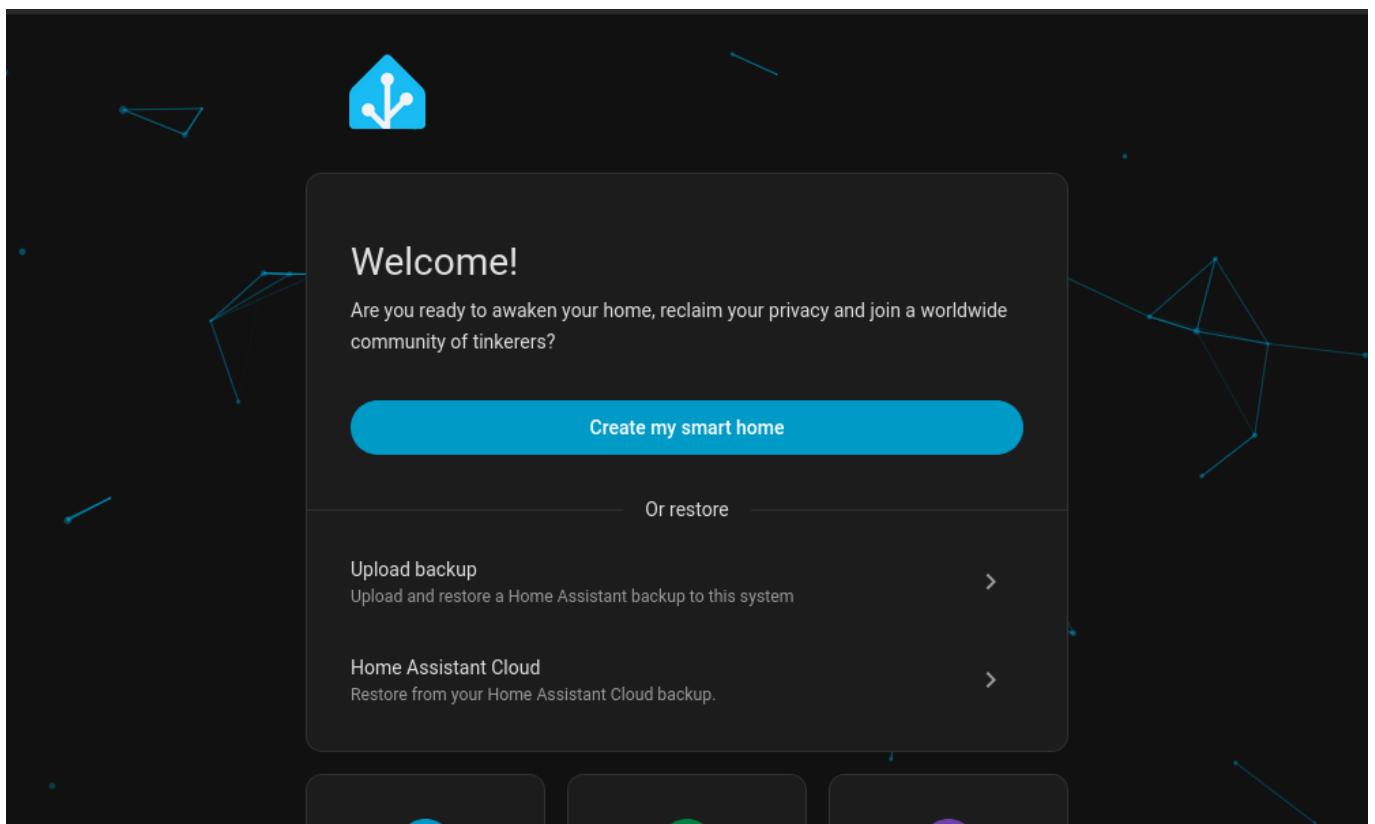 Welcome!
Are you ready to awaken your home, reclaim your privacy and join a worldwide
community of tinkerers?
Create my smart home
Or restore
Upload backup
Upload and restore a Home Assistant backup to this system
Home Assistant Cloud
Restore from your Home Assistant Cloud backup.